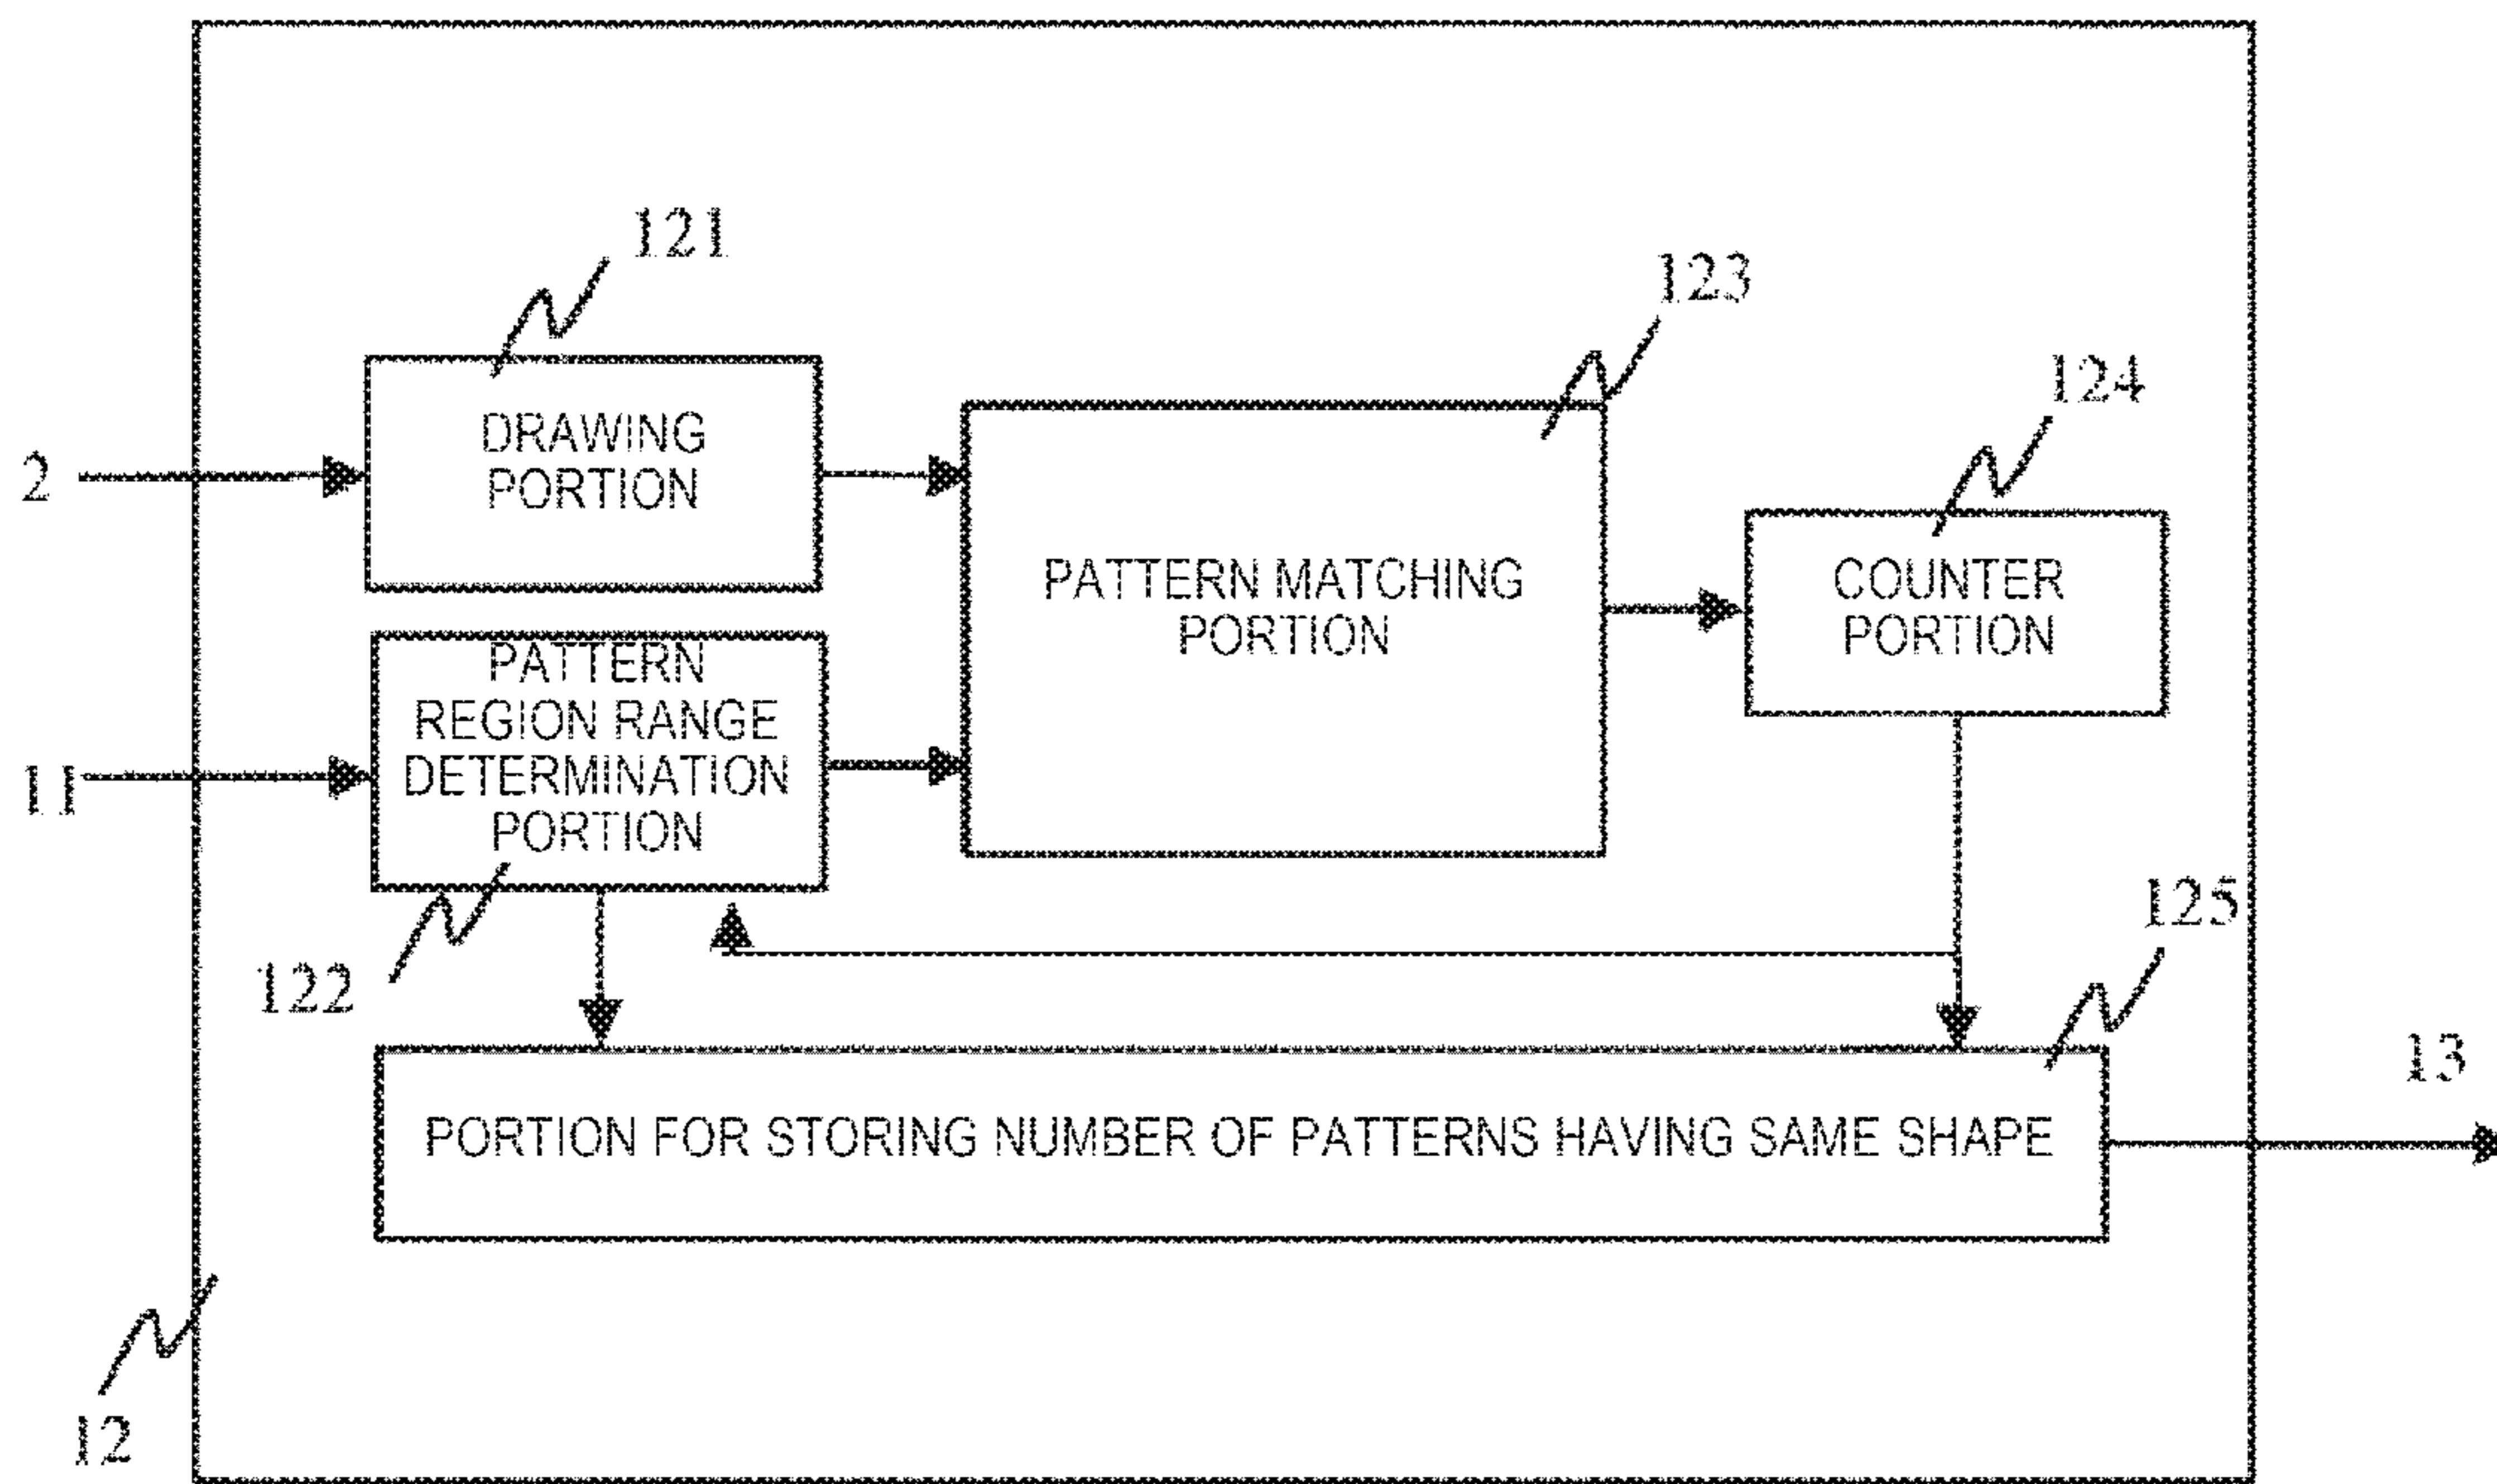 121
123
124
DRAWING
PORTION
2
PATTERN MATCHING
PORTION
COUNTER
PORTION
PATTERN
REGION RANGE
DETERMINATION
PORTION
11
125
122
13
PORTION FOR STORING NUMBER OF PATTERNS HAVING SAME SHAPE
12